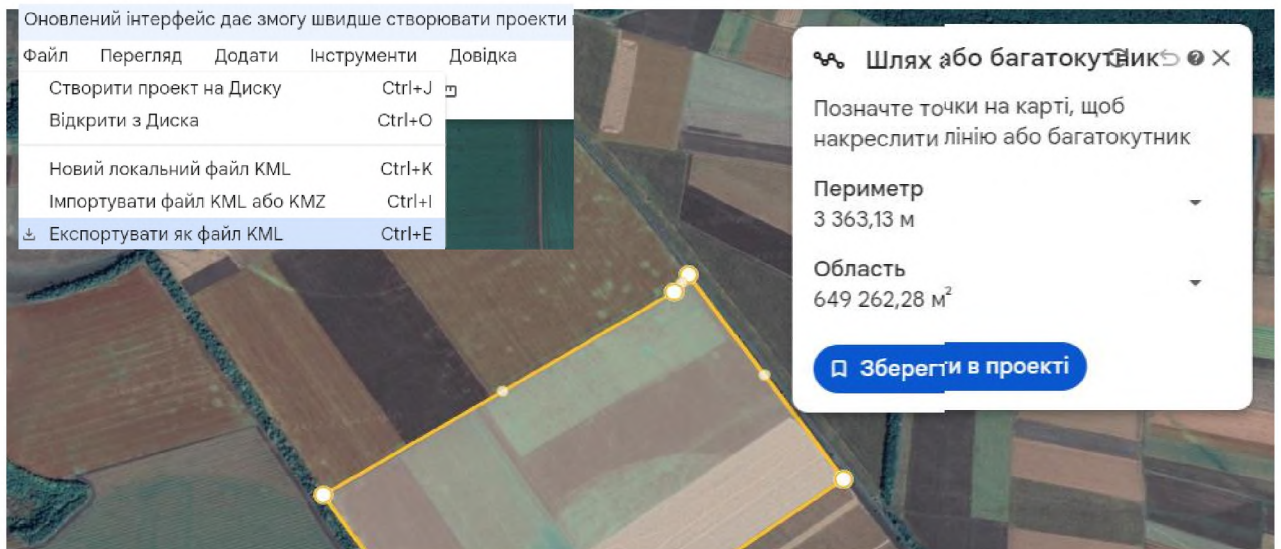 Оновлений інтерфейс дає змогу швидше створювати проекти
Файл Перегляд Додати Інструменти Довідка
Створити проект на Диску Ctrl+J
Відкрити з Диска Ctrl+O
Новий локальний файл KML Ctrl+K
Імпортувати файл KML або KMZ Ctrl+I
Експортувати як файл KML Ctrl+E
Шлях або багатокутник
Позначте точки на карті, щоб
накреслити лінію або багатокутник
Периметр
3 363,13 м
Область
649 262,28 м²
Зберегти в проекті